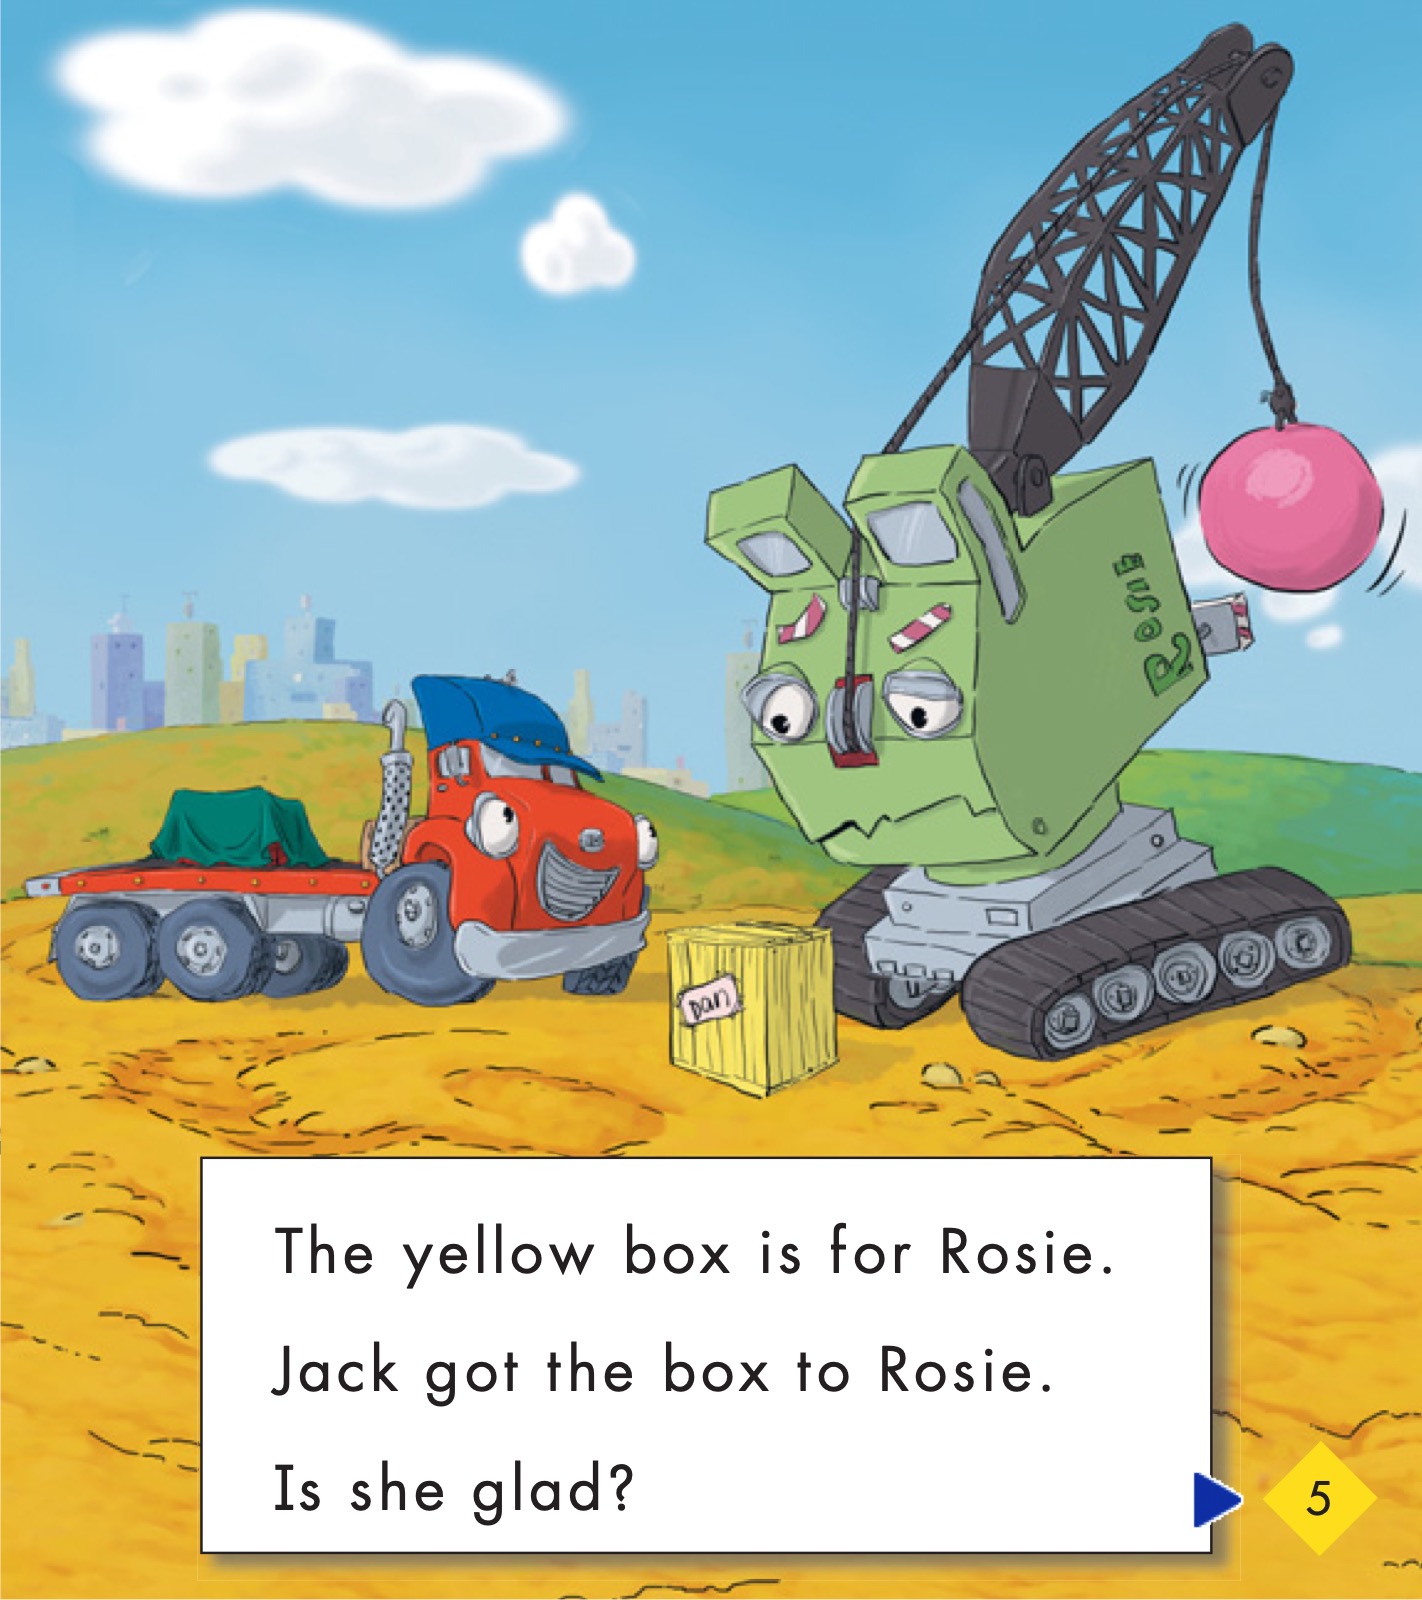 ROSIE
Dan
The yellow box is for Rosie.
Jack got the box to Rosie.
Is she glad?
5